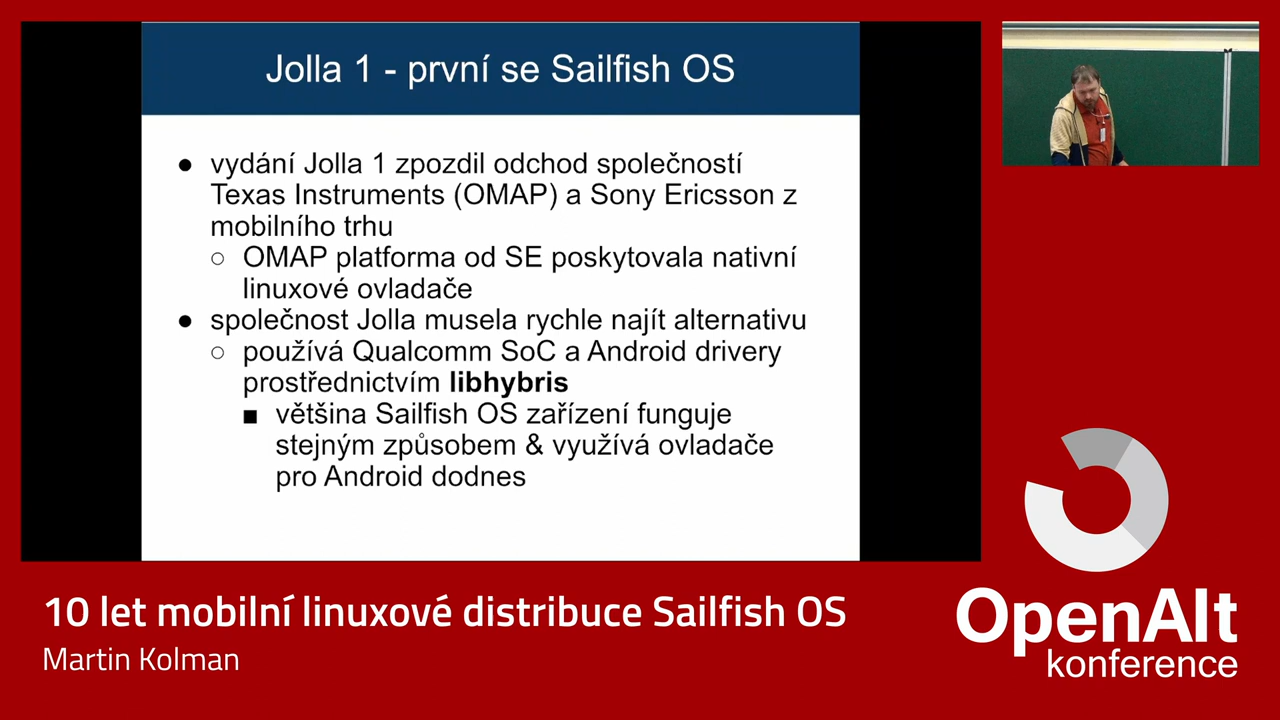 Jolla 1 - první se Sailfish OS
● vydání Jolla 1 zpozdil odchod společností
Texas Instruments (OMAP) a Sony Ericsson z
mobilního trhu
○ OMAP platforma od SE poskytovala nativní
linuxové ovladače
● společnost Jolla musela rychle najít alternativu
○ používá Qualcomm SoC a Android drivery
prostřednictvím libhybris
■ většina Sailfish OS zařízení funguje
stejným způsobem & využívá ovladače
pro Android dodnes
10 let mobilní linuxové distribuce Sailfish OS
Martin Kolman
OpenAlt
konference